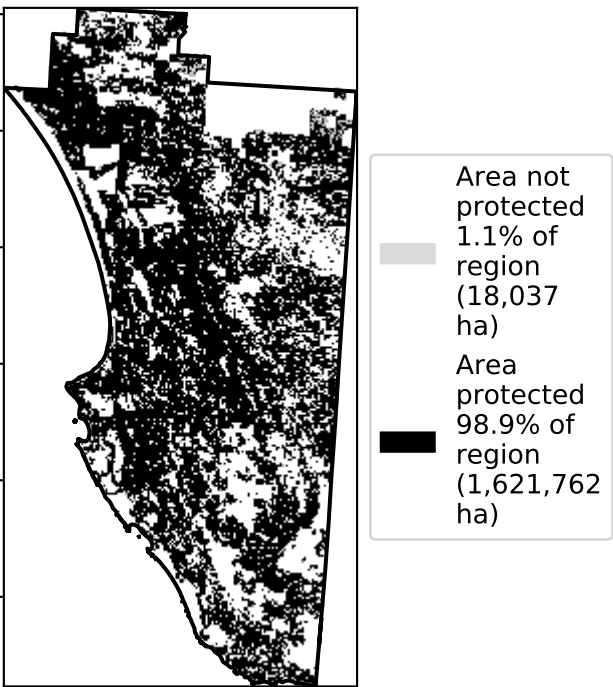 Area not
protected
1.1% of
region
(18,037
ha)
Area
protected
98.9% of
region
(1,621,762
ha)